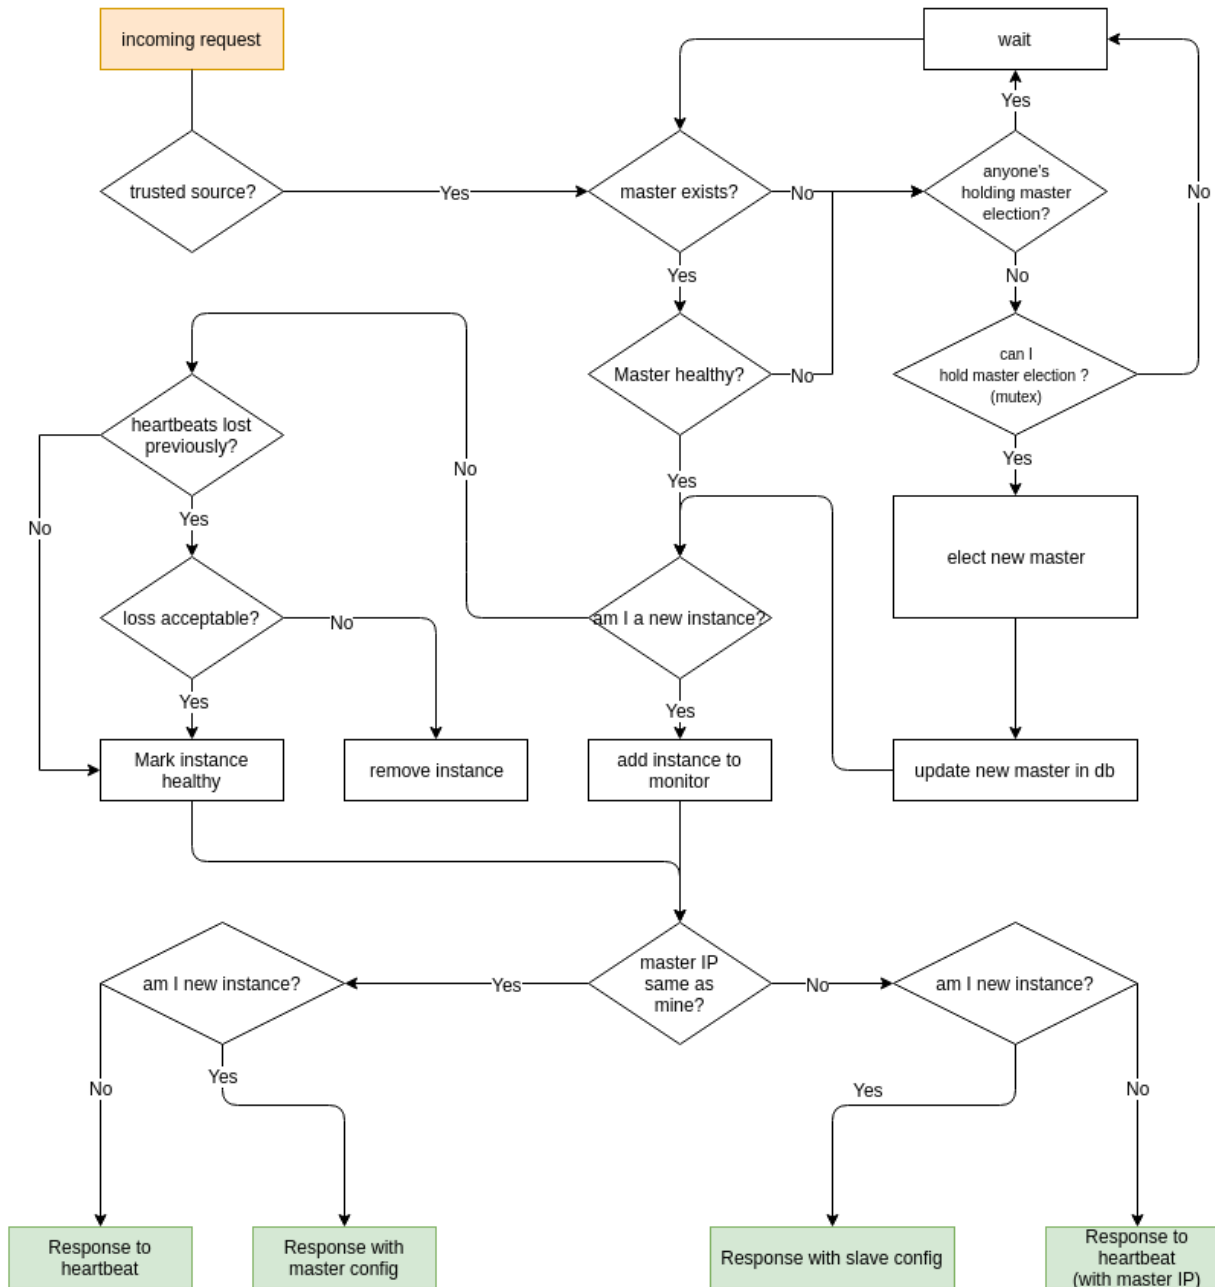 incoming request
wait
Yes
trusted source?
Yes
master exists?
No
anyone's
holding master
election?
No
Yes
No
Master healthy?
No
can I
hold master election ?
(mutex)
heartbeats lost
previously?
No
Yes
Yes
Yes
No
elect new master
loss acceptable?
No
am I a new instance?
Yes
Yes
Mark instance
healthy
remove instance
add instance to
monitor
update new master in db
am I new instance?
Yes
master IP
same as
mine?
No
am I new instance?
No
Yes
Yes
No
Response to
heartbeat
Response with
master config
Response with slave config
Response to
heartbeat
(with master IP)